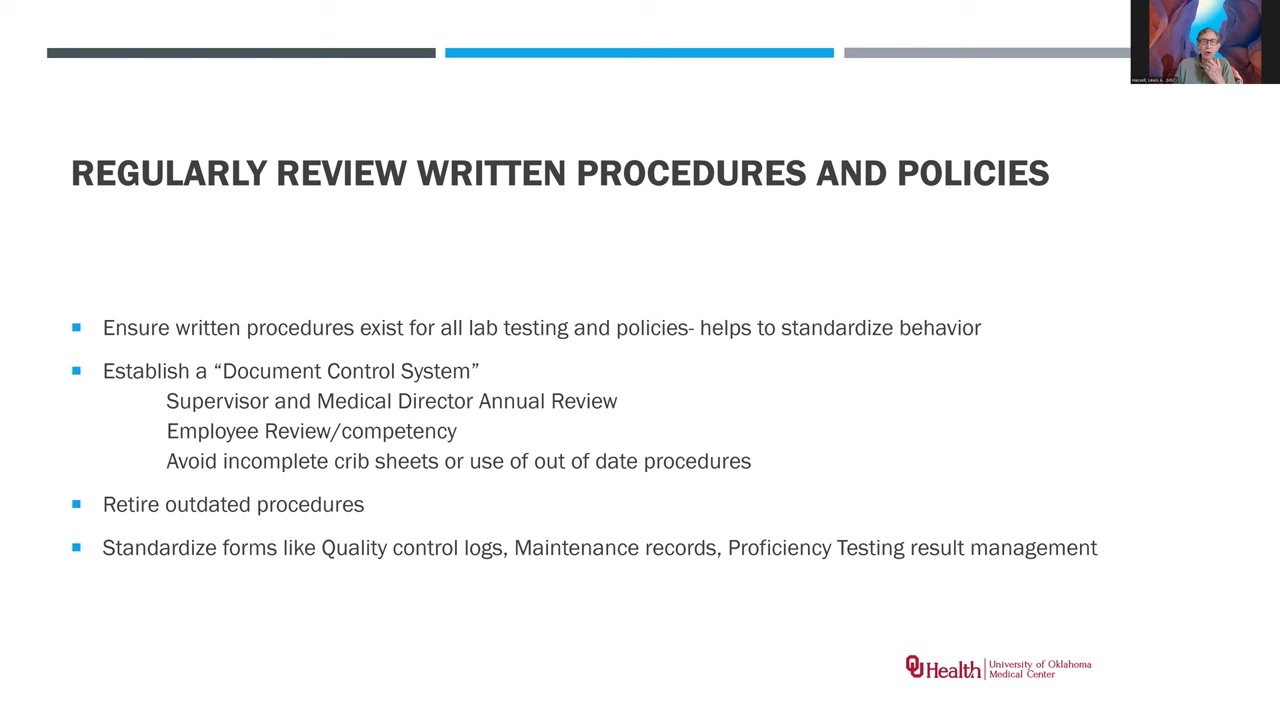 Hassell, Lewis A. (HSC)
REGULARLY REVIEW WRITTEN PROCEDURES AND POLICIES
Ensure written procedures exist for all lab testing and policies- helps to standardize behavior
Establish a “Document Control System”
Supervisor and Medical Director Annual Review
Employee Review/competency
Avoid incomplete crib sheets or use of out of date procedures
Retire outdated procedures
Standardize forms like Quality control logs, Maintenance records, Proficiency Testing result management
OU Health University of Oklahoma
Medical Center